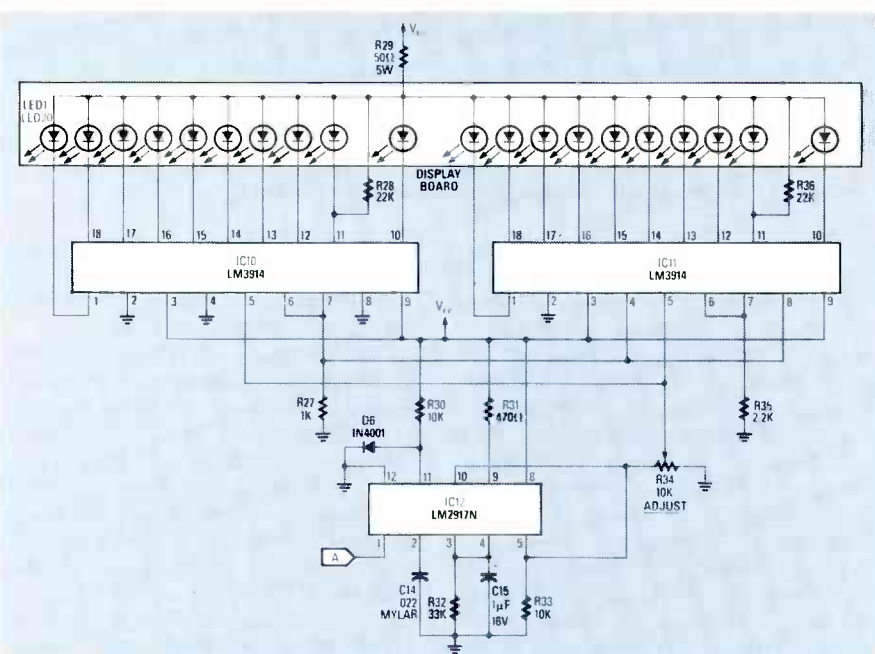 R29
50Ω
5W
LED1
LED20
DISPLAY
BOARD
R28
22K
R36
22K
18 17 16 15 14 13 12 11 10
IC10
LM3914
1 2 3 4 5 6 7 8 9
18 17 16 15 14 13 12 11 10
IC11
LM3914
1 2 3 4 5 6 7 8 9
R27
1K
R30
10K
R31
470Ω
R35
2.2K
D6
1N4001
R34
10K
ADJUST
12 11 10 9 8
IC12
LM2917N
1 2 3 4 5
A
C14
.022
MYLAR
R32
33K
C15
1µF
16V
R33
10K